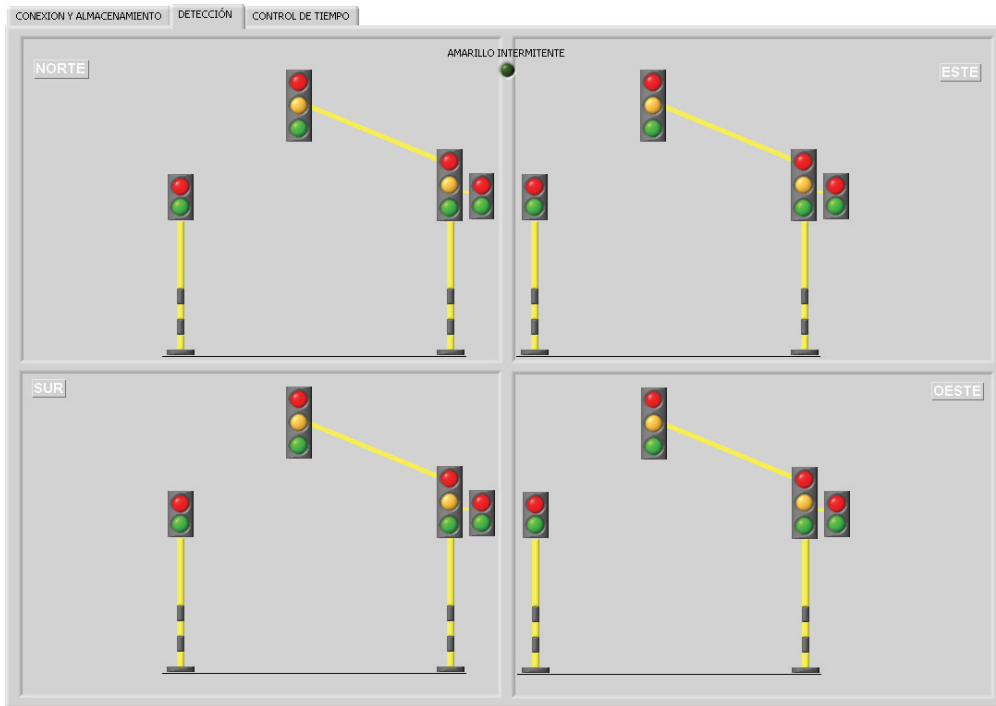 CONEXION Y ALMACENAMIENTO
DETECCIÓN
CONTROL DE TIEMPO
AMARILLO INTERMITENTE
NORTE
ESTE
SUR
OESTE